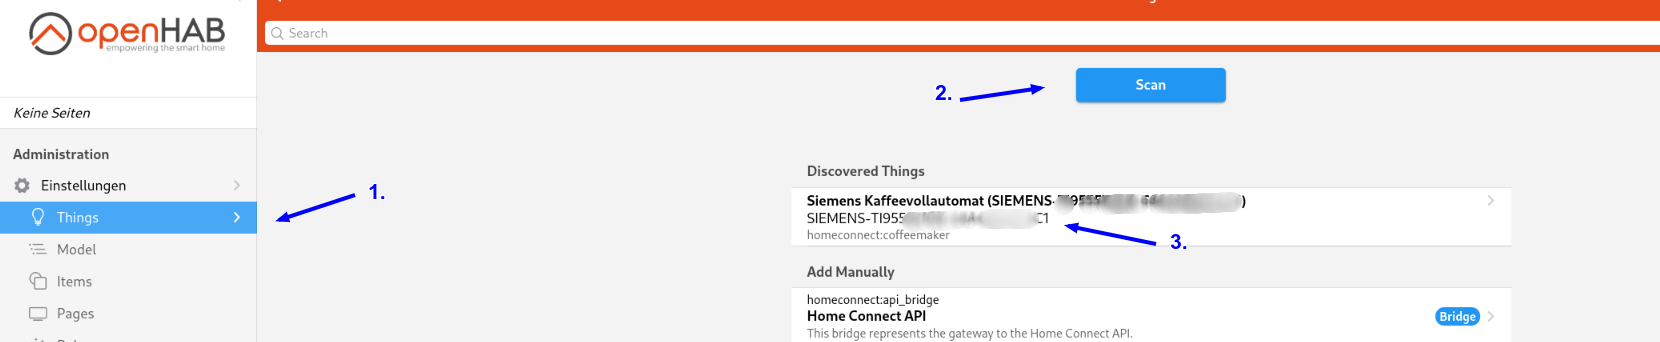 openHAB
empowering the smart home
Search
Keine Seiten
2.
Scan
Administration
Einstellungen
1.
Things
Model
Items
Pages
Discovered Things
Siemens Kaffeevollautomat (SIEMENS-
SIEMENS-TI955 C1
homeconnect:coffeemaker
3.
Add Manually
homeconnect:api_bridge
Home Connect API
Bridge
This bridge represents the gateway to the Home Connect API.